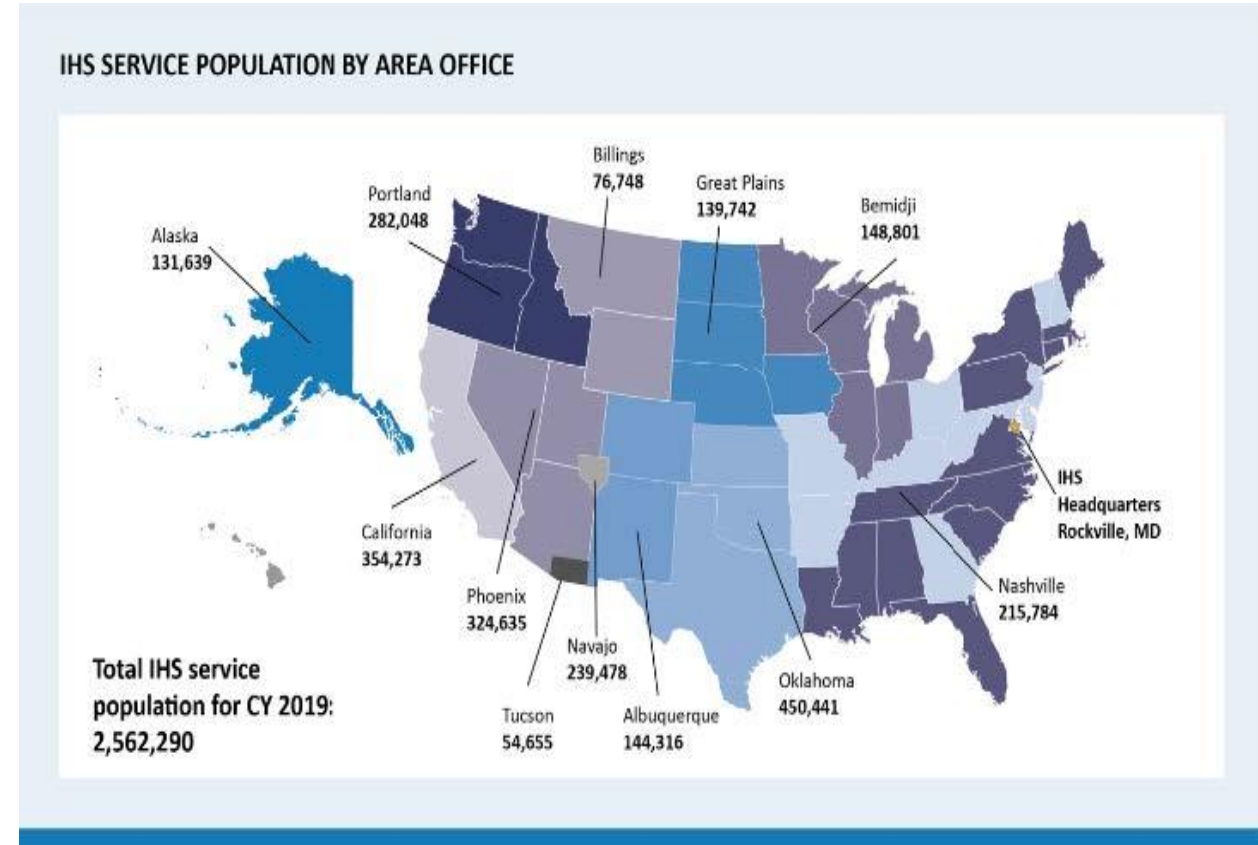 IHS SERVICE POPULATION BY AREA OFFICE
Billings
76,748
Great Plains
139,742
Portland
282,048
Bemidji
148,801
Alaska
131,639
IHS
Headquarters
Rockville, MD
California
354,273
Phoenix
324,635
Nashville
215,784
Navajo
239,478
Oklahoma
450,441
Tucson
54,655
Albuquerque
144,316
Total IHS service
population for CY 2019:
2,562,290